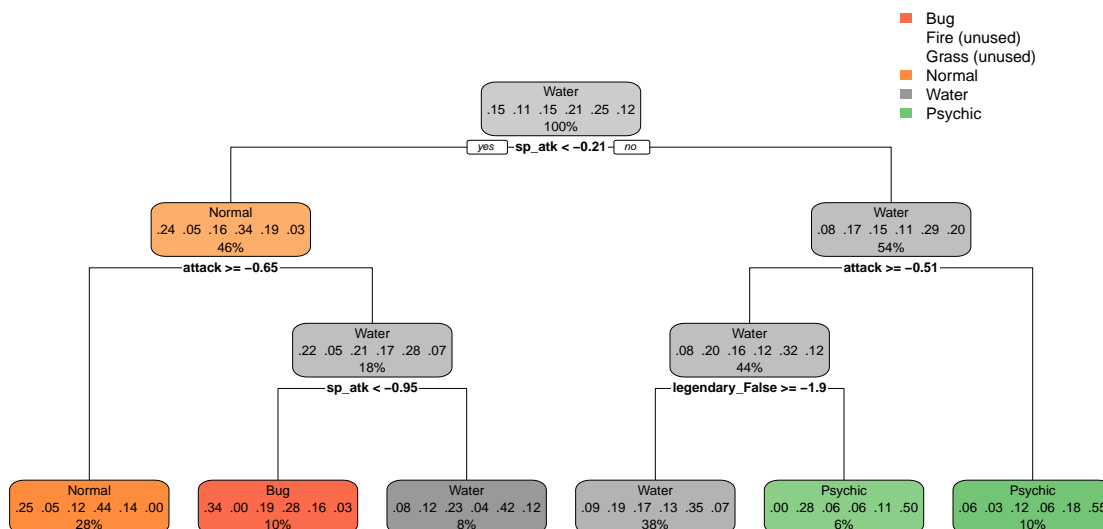 Bug
Fire (unused)
Grass (unused)
Normal
Water
Psychic
Water
.15 .11 .15 .21 .25 .12
100%
yes sp_atk < −0.21 no
Normal
.24 .05 .16 .34 .19 .03
46%
Water
.08 .17 .15 .11 .29 .20
54%
attack >= −0.65
attack >= −0.51
Water
.22 .05 .21 .17 .28 .07
18%
Water
.08 .20 .16 .12 .32 .12
44%
sp_atk < −0.95
legendary_False >= −1.9
Normal
.25 .05 .12 .44 .14 .00
28%
Bug
.34 .00 .19 .28 .16 .03
10%
Water
.08 .12 .23 .04 .42 .12
8%
Water
.09 .19 .17 .13 .35 .07
38%
Psychic
.00 .28 .06 .06 .11 .50
6%
Psychic
.06 .03 .12 .06 .18 .55
10%